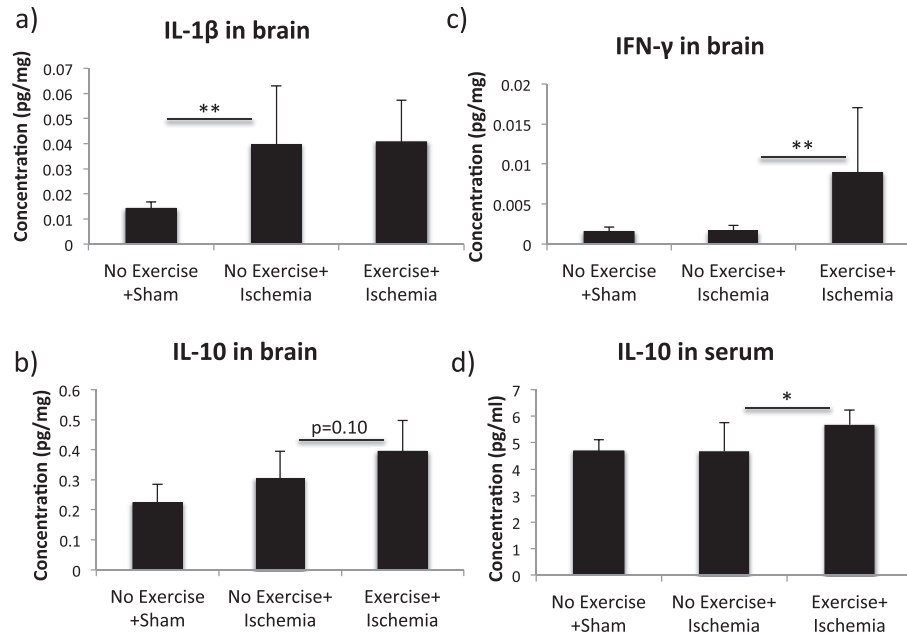 a)
IL-1β in brain
Concentration (pg/mg)
0.07
0.06
0.05
0.04
0.03
0.02
0.01
0
**
No Exercise
+Sham
No Exercise+
Ischemia
Exercise+
Ischemia
c)
IFN-γ in brain
Concentration (pg/mg)
0.02
0.015
0.01
0.005
0
**
No Exercise
+Sham
No Exercise+
Ischemia
Exercise+
Ischemia
b)
IL-10 in brain
Concentration (pg/mg)
0.6
0.5
0.4
0.3
0.2
0.1
0
p=0.10
No Exercise
+Sham
No Exercise+
Ischemia
Exercise+
Ischemia
d)
IL-10 in serum
Concentration (pg/ml)
7
6
5
4
3
2
1
0
*
No Exercise
+Sham
No Exercise+
Ischemia
Exercise+
Ischemia